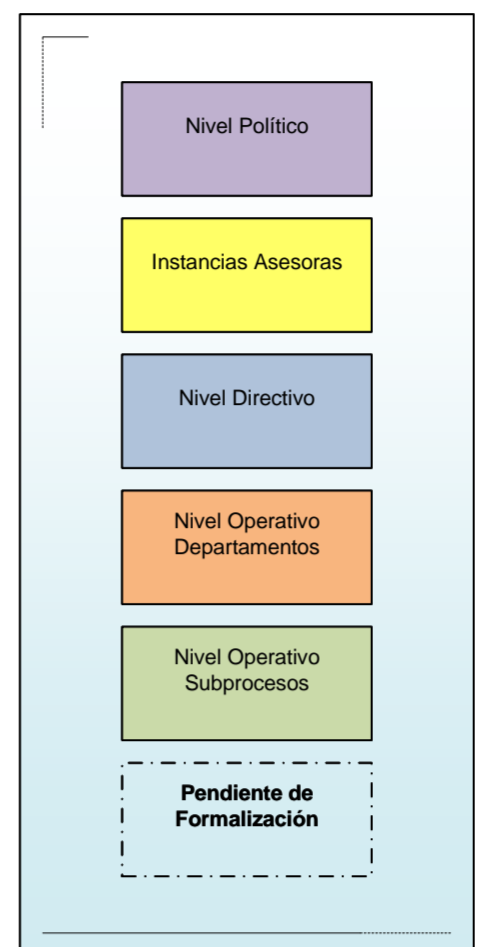 Nivel Político
Instancias Asesoras
Nivel Directivo
Nivel Operativo
Departamentos
Nivel Operativo
Subprocesos
Pendiente de
Formalización